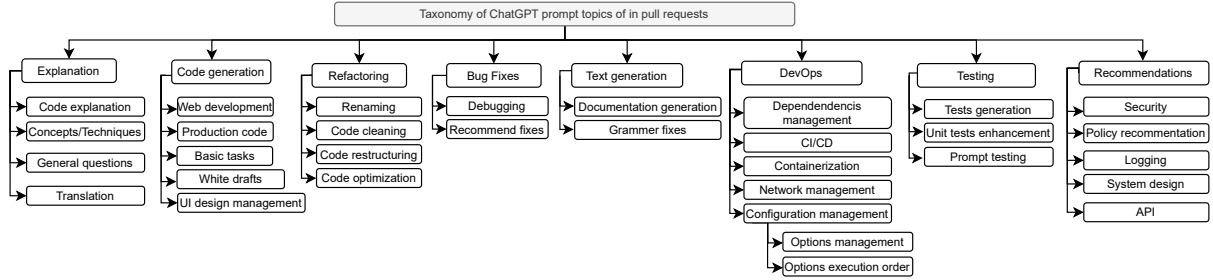 Taxonomy of ChatGPT prompt topics of in pull requests
Explanation
Code explanation
Concepts/Techniques
General questions
Translation
Code generation
Web development
Production code
Basic tasks
White drafts
UI design management
Refactoring
Renaming
Code cleaning
Code restructuring
Code optimization
Bug Fixes
Debugging
Recommend fixes
Text generation
Documentation generation
Grammer fixes
DevOps
Dependendencis
management
CI/CD
Containerization
Network management
Configuration management
Options management
Options execution order
Testing
Tests generation
Unit tests enhancement
Prompt testing
Recommendations
Security
Policy recommentation
Logging
System design
API